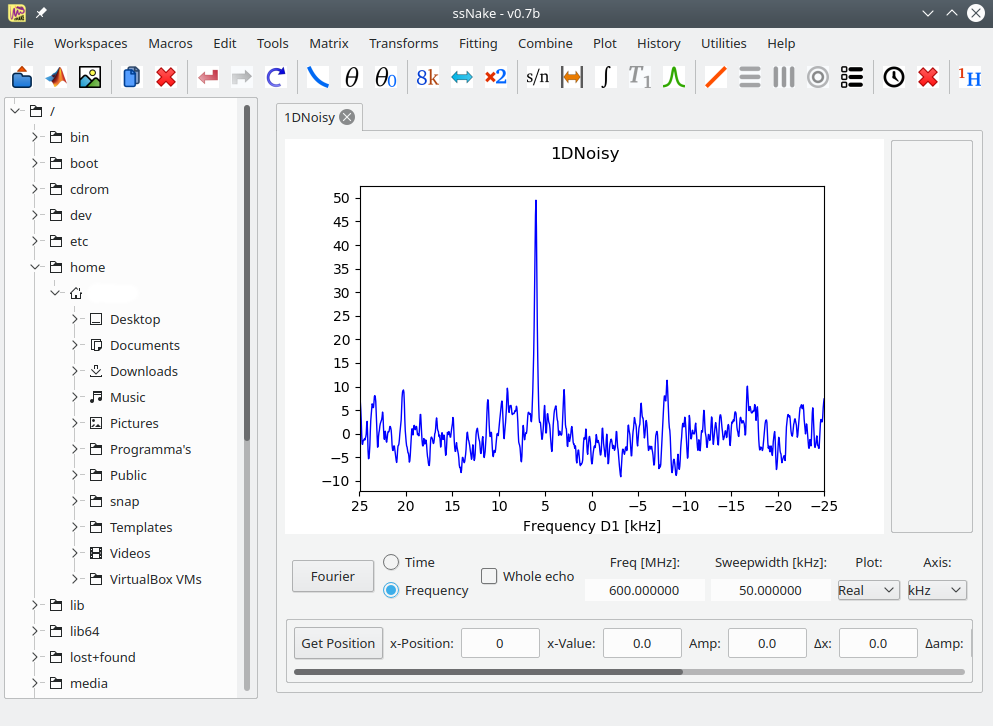 ssNake - v0.7b
File Workspaces Macros Edit Tools Matrix Transforms Fitting Combine Plot History Utilities Help
θ θ0 8k ×2 s/n ∫ T1 1H
/
bin
boot
cdrom
dev
etc
home
Desktop
Documents
Downloads
Music
Pictures
Programma's
Public
snap
Templates
Videos
VirtualBox VMs
lib
lib64
lost+found
media
1DNoisy
1DNoisy
50
45
40
35
30
25
20
15
10
5
0
−5
−10
25 20 15 10 5 0 −5 −10 −15 −20 −25
Frequency D1 [kHz]
Fourier
Time
Frequency
Whole echo
Freq [MHz]: Sweepwidth [kHz]: Plot: Axis:
600.000000 50.000000 Real kHz
Get Position x-Position: 0 x-Value: 0.0 Amp: 0.0 Δx: 0.0 Δamp: